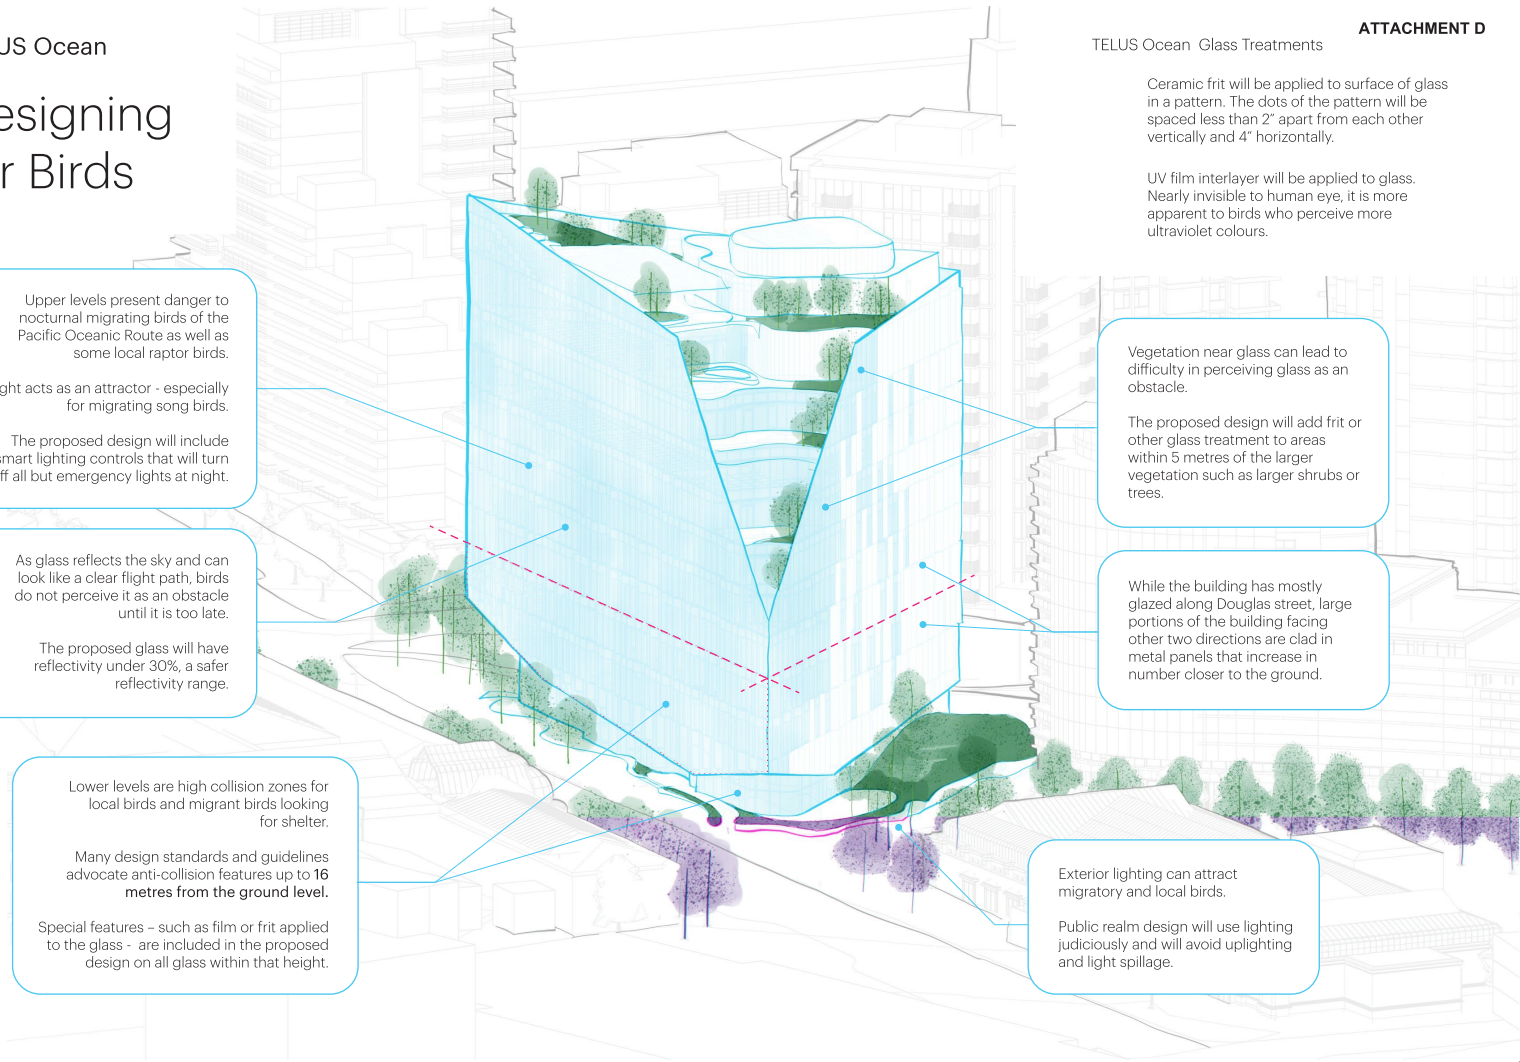 US Ocean
esigning
r Birds
ATTACHMENT D
TELUS Ocean Glass Treatments
Ceramic frit will be applied to surface of glass
in a pattern. The dots of the pattern will be
spaced less than 2” apart from each other
vertically and 4” horizontally.
UV film interlayer will be applied to glass.
Nearly invisible to human eye, it is more
apparent to birds who perceive more
ultraviolet colours.
Upper levels present danger to
nocturnal migrating birds of the
Pacific Oceanic Route as well as
some local raptor birds.
ght acts as an attractor - especially
for migrating song birds.
The proposed design will include
smart lighting controls that will turn
ff all but emergency lights at night.
As glass reflects the sky and can
look like a clear flight path, birds
do not perceive it as an obstacle
until it is too late.
The proposed glass will have
reflectivity under 30%, a safer
reflectivity range.
Lower levels are high collision zones for
local birds and migrant birds looking
for shelter.
Many design standards and guidelines
advocate anti-collision features up to 16
metres from the ground level.
Special features – such as film or frit applied
to the glass - are included in the proposed
design on all glass within that height.
Vegetation near glass can lead to
difficulty in perceiving glass as an
obstacle.
The proposed design will add frit or
other glass treatment to areas
within 5 metres of the larger
vegetation such as larger shrubs or
trees.
While the building has mostly
glazed along Douglas street, large
portions of the building facing
other two directions are clad in
metal panels that increase in
number closer to the ground.
Exterior lighting can attract
migratory and local birds.
Public realm design will use lighting
judiciously and will avoid uplighting
and light spillage.